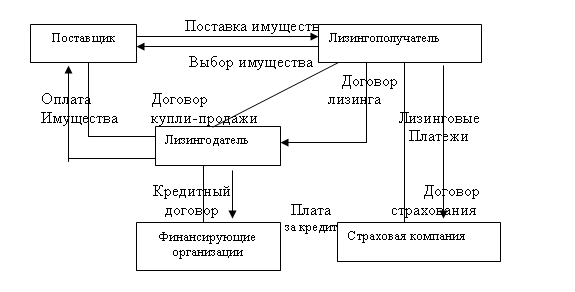 Поставка имуществ
Поставщик
Лизингополучатель
Выбор имущества
Договор
лизинга
Оплата
Имущества
Договор
купли-продажи
Лизинговые
Платежи
Лизингодатель
Кредитный
договор
Плата
за кредит
Договор
страхования
Финансирующие
организации
Страховая компания